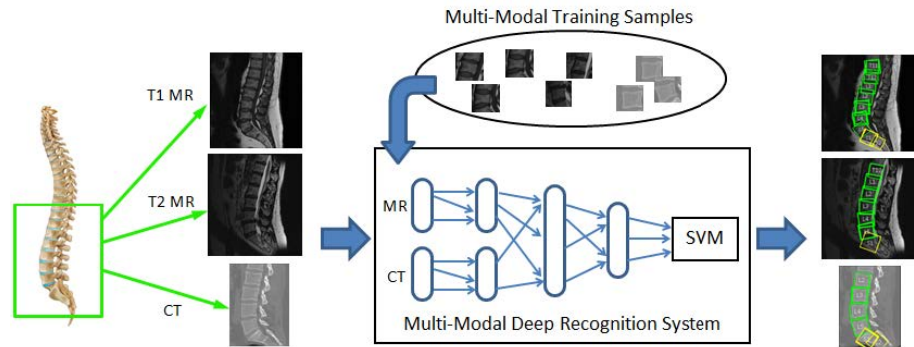 Multi-Modal Training Samples
T1 MR
T2 MR
CT
MR
CT
SVM
Multi-Modal Deep Recognition System